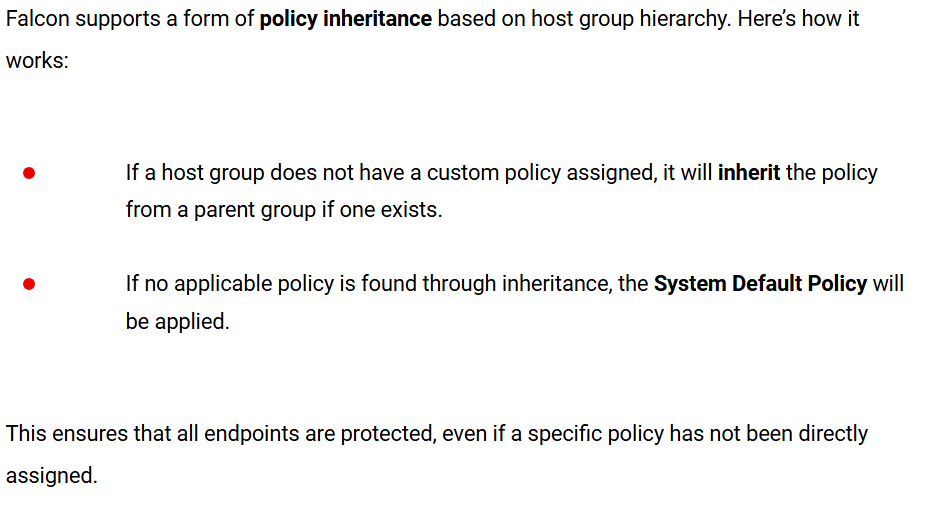 Falcon supports a form of policy inheritance based on host group hierarchy. Here’s how it
works:
If a host group does not have a custom policy assigned, it will inherit the policy
from a parent group if one exists.
If no applicable policy is found through inheritance, the System Default Policy will
be applied.
This ensures that all endpoints are protected, even if a specific policy has not been directly
assigned.